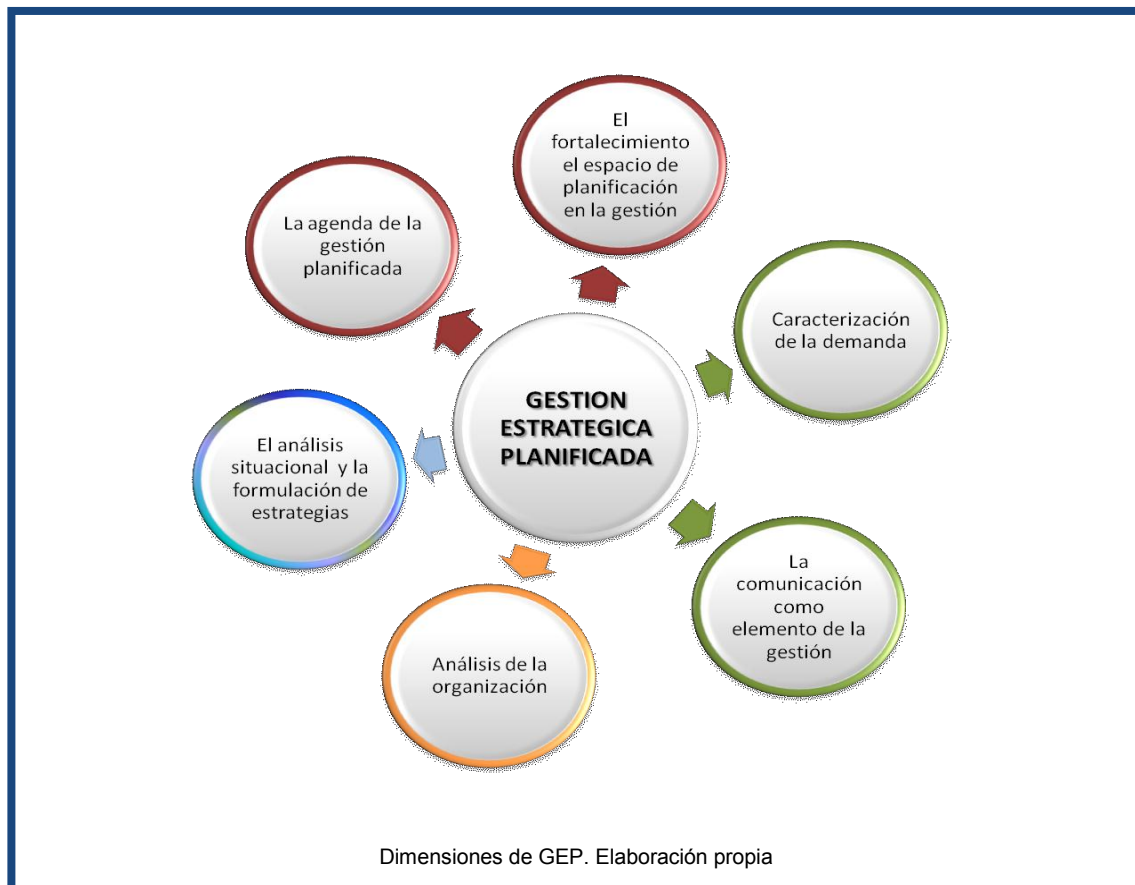 El
fortalecimiento
el espacio de
planificación
en la gestión
La agenda de la
gestión
planificada
Caracterización
de la demanda
GESTION
ESTRATEGICA
PLANIFICADA
El análisis
situacional y la
formulación de
estrategias
La
comunicación
como
elemento de la
gestión
Análisis de la
organización
Dimensiones de GEP. Elaboración propia